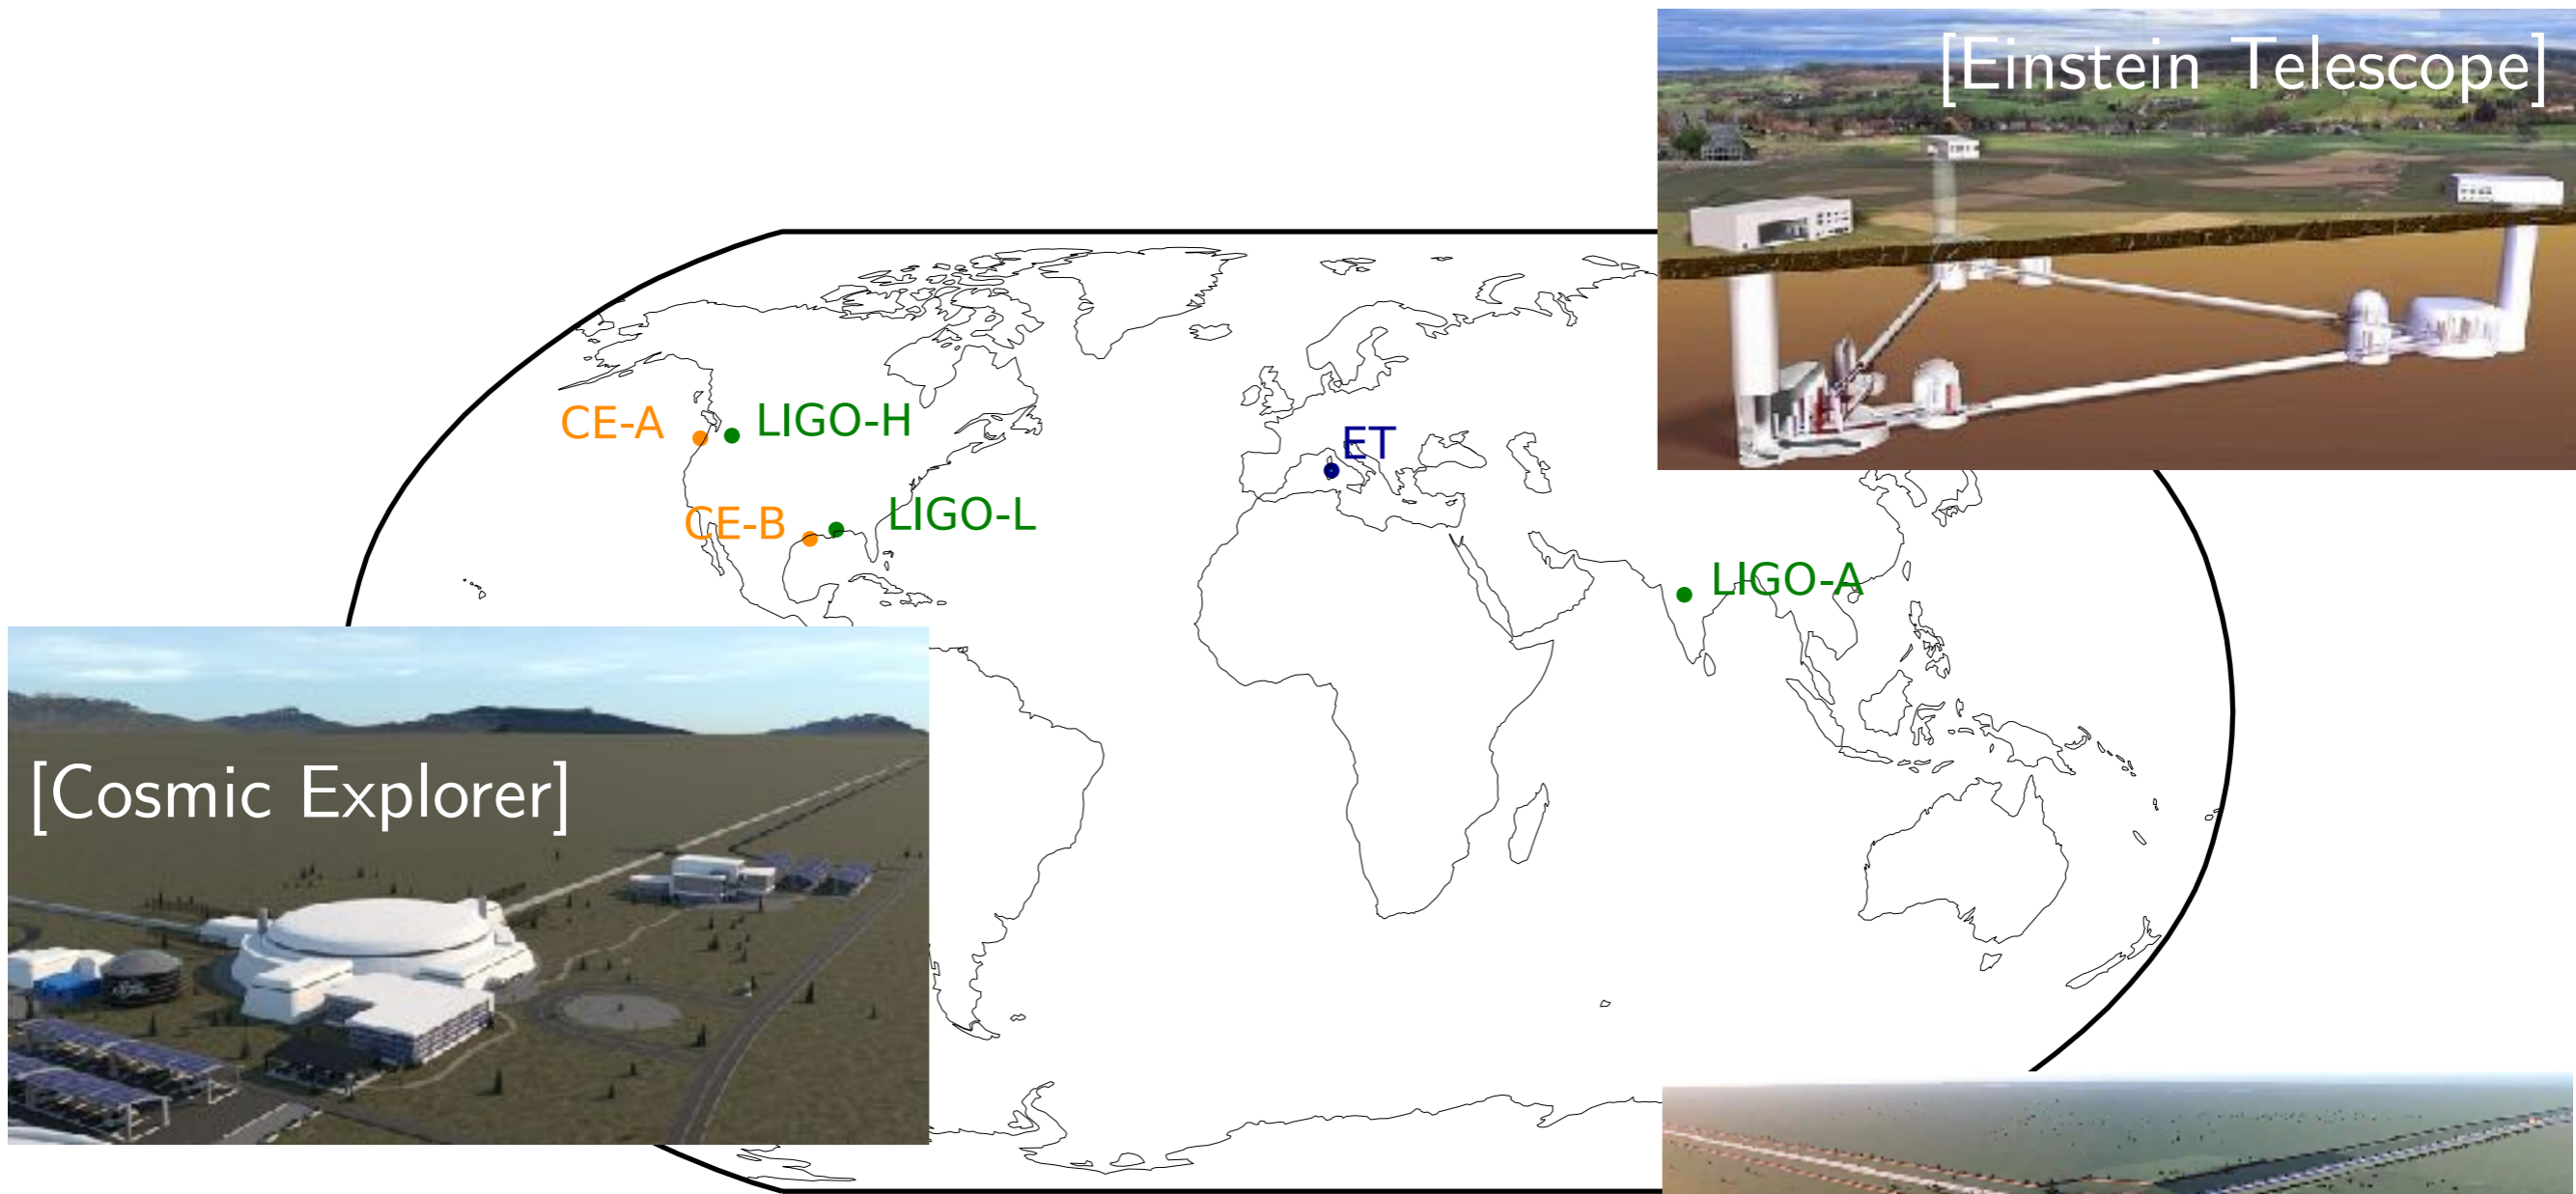 [Einstein Telescope]
CE-A
LIGO-H
ET
CE-B
LIGO-L
LIGO-A
[Cosmic Explorer]